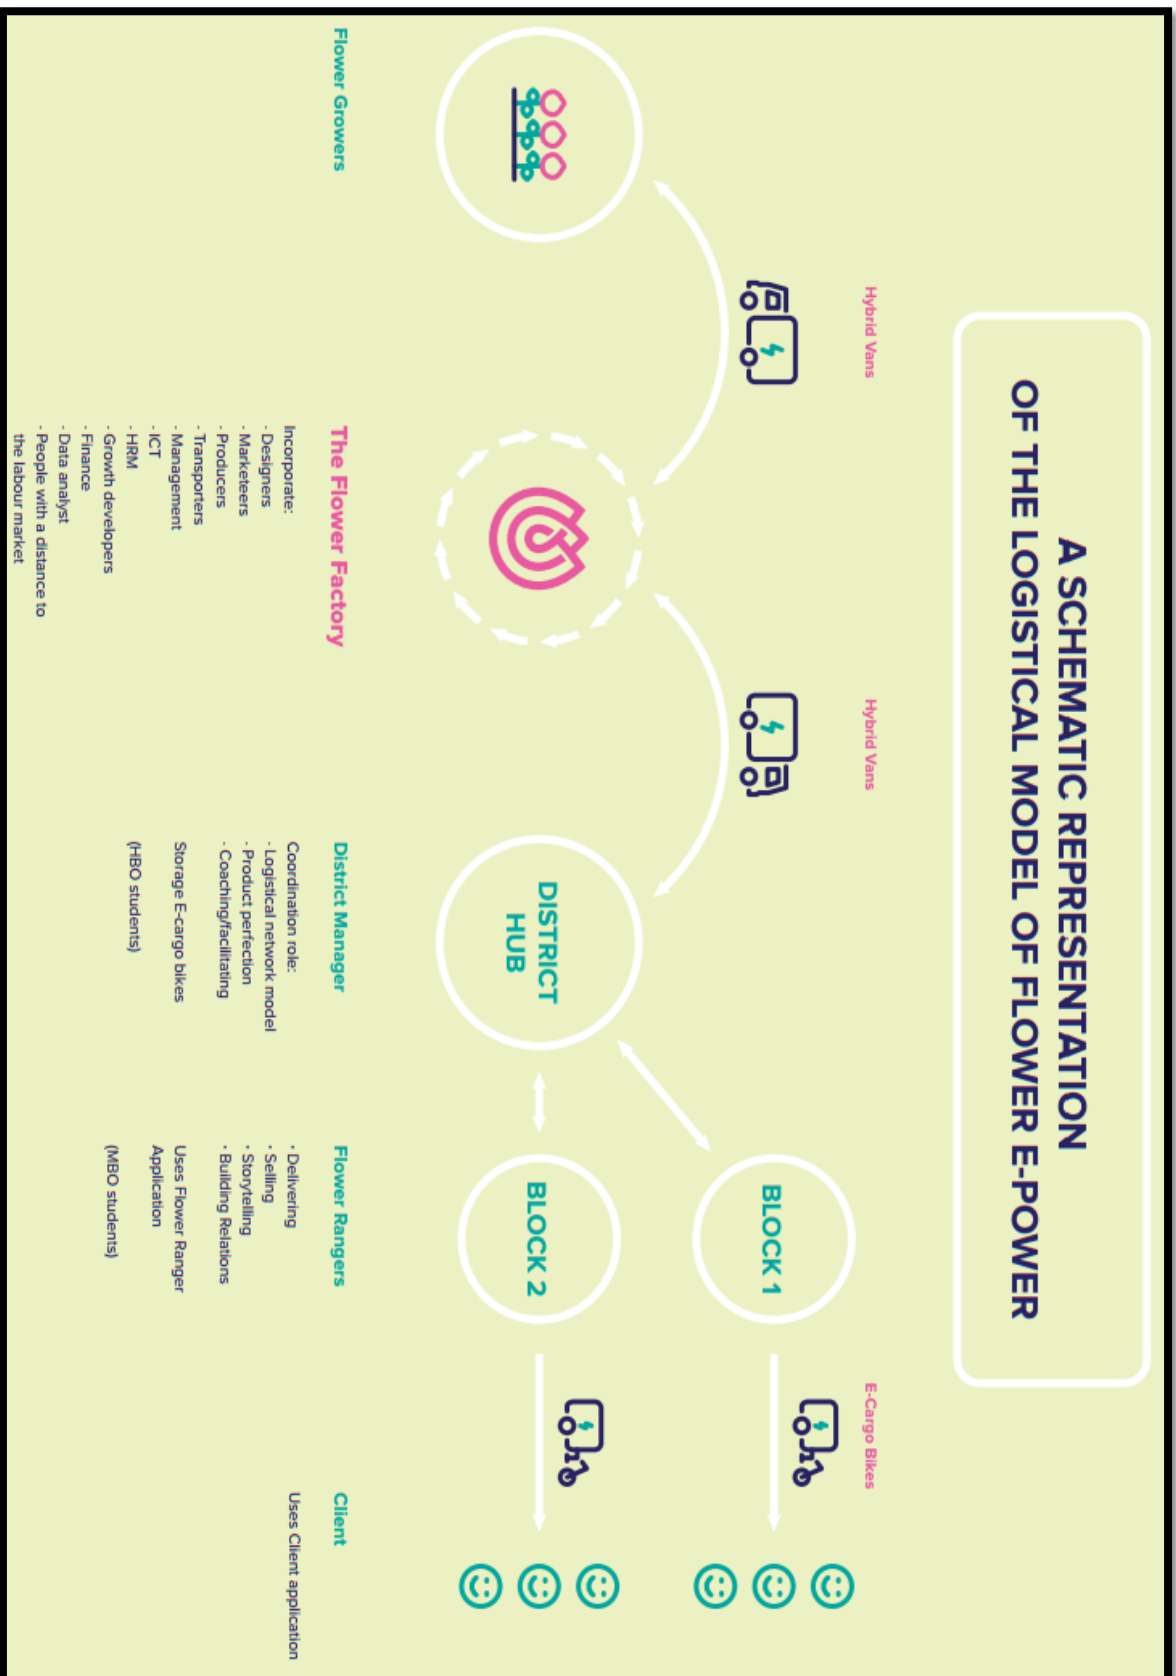 A SCHEMATIC REPRESENTATION
OF THE LOGISTICAL MODEL OF FLOWER E-POWER
Hybrid Vans
Hybrid Vans
E-Cargo Bikes
BLOCK 1
DISTRICT
HUB
BLOCK 2
Flower Growers
The Flower Factory
Incorporate:
- Designers
- Marketeers
- Producers
- Transporters
- Management
- ICT
- HRM
- Growth developers
- Finance
- Data analyst
- People with a distance to
the labour market
District Manager
Coordination role:
- Logistical network model
- Product perfection
- Coaching/facilitating
Storage E-cargo bikes
(HBO students)
Flower Rangers
· Delivering
· Selling
· Storytelling
· Building Relations
Uses Flower Ranger
Application
(MBO students)
Client
Uses Client application